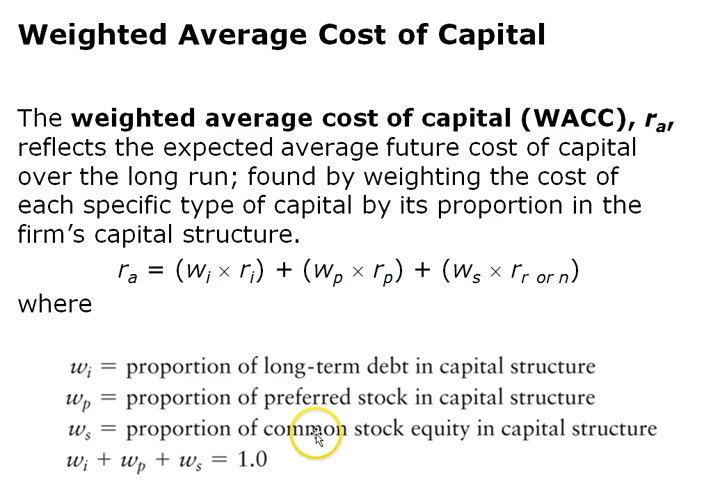 Weighted Average Cost of Capital
The weighted average cost of capital (WACC), rₐ,
reflects the expected average future cost of capital
over the long run; found by weighting the cost of
each specific type of capital by its proportion in the
firm’s capital structure.
rₐ = (wᵢ × rᵢ) + (wₚ × rₚ) + (wₛ × rᵣ ₒᵣ ₙ)
where
wᵢ = proportion of long-term debt in capital structure
wₚ = proportion of preferred stock in capital structure
wₛ = proportion of common stock equity in capital structure
wᵢ + wₚ + wₛ = 1.0